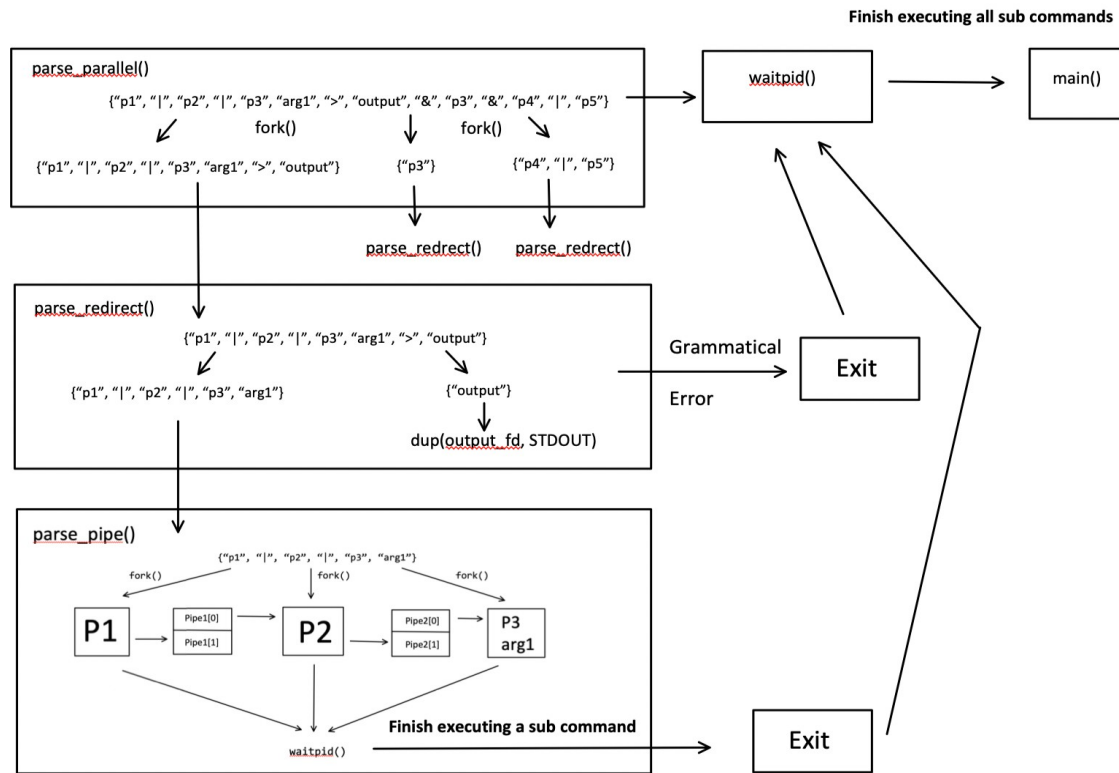 Finish executing all sub commands
parse_parallel()
{“p1”, “|”, “p2”, “|”, “p3”, “arg1”, “>”, “output”, “&”, “p3”, “&”, “p4”, “|”, “p5”}
fork()
fork()
{“p1”, “|”, “p2”, “|”, “p3”, “arg1”, “>”, “output”}
{“p3”}
{“p4”, “|”, “p5”}
waitpid()
main()
parse_redrect()
parse_redrect()
parse_redirect()
{“p1”, “|”, “p2”, “|”, “p3”, “arg1”, “>”, “output”}
{“p1”, “|”, “p2”, “|”, “p3”, “arg1”}
{“output”}
dup(output_fd, STDOUT)
Grammatical
Error
Exit
parse_pipe()
{“p1”, “|”, “p2”, “|”, “p3”, “arg1”}
fork()
fork()
fork()
P1
Pipe1[0]
Pipe1[1]
P2
Pipe2[0]
Pipe2[1]
P3
arg1
waitpid()
Finish executing a sub command
Exit